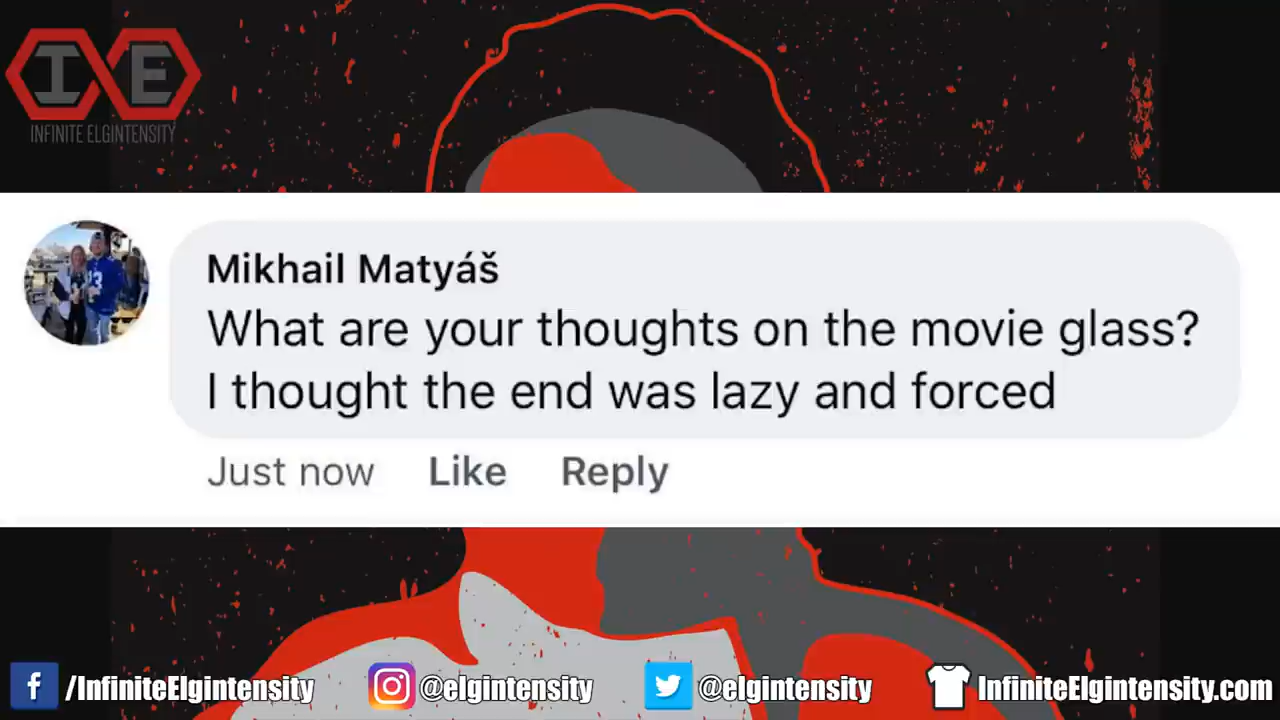 IE
INFINITE ELGINTENSITY
Mikhail Matyáš
What are your thoughts on the movie glass?
I thought the end was lazy and forced
Just now Like Reply
f /InfiniteElgintensity @elgintensity @elgintensity InfiniteElgintensity.com